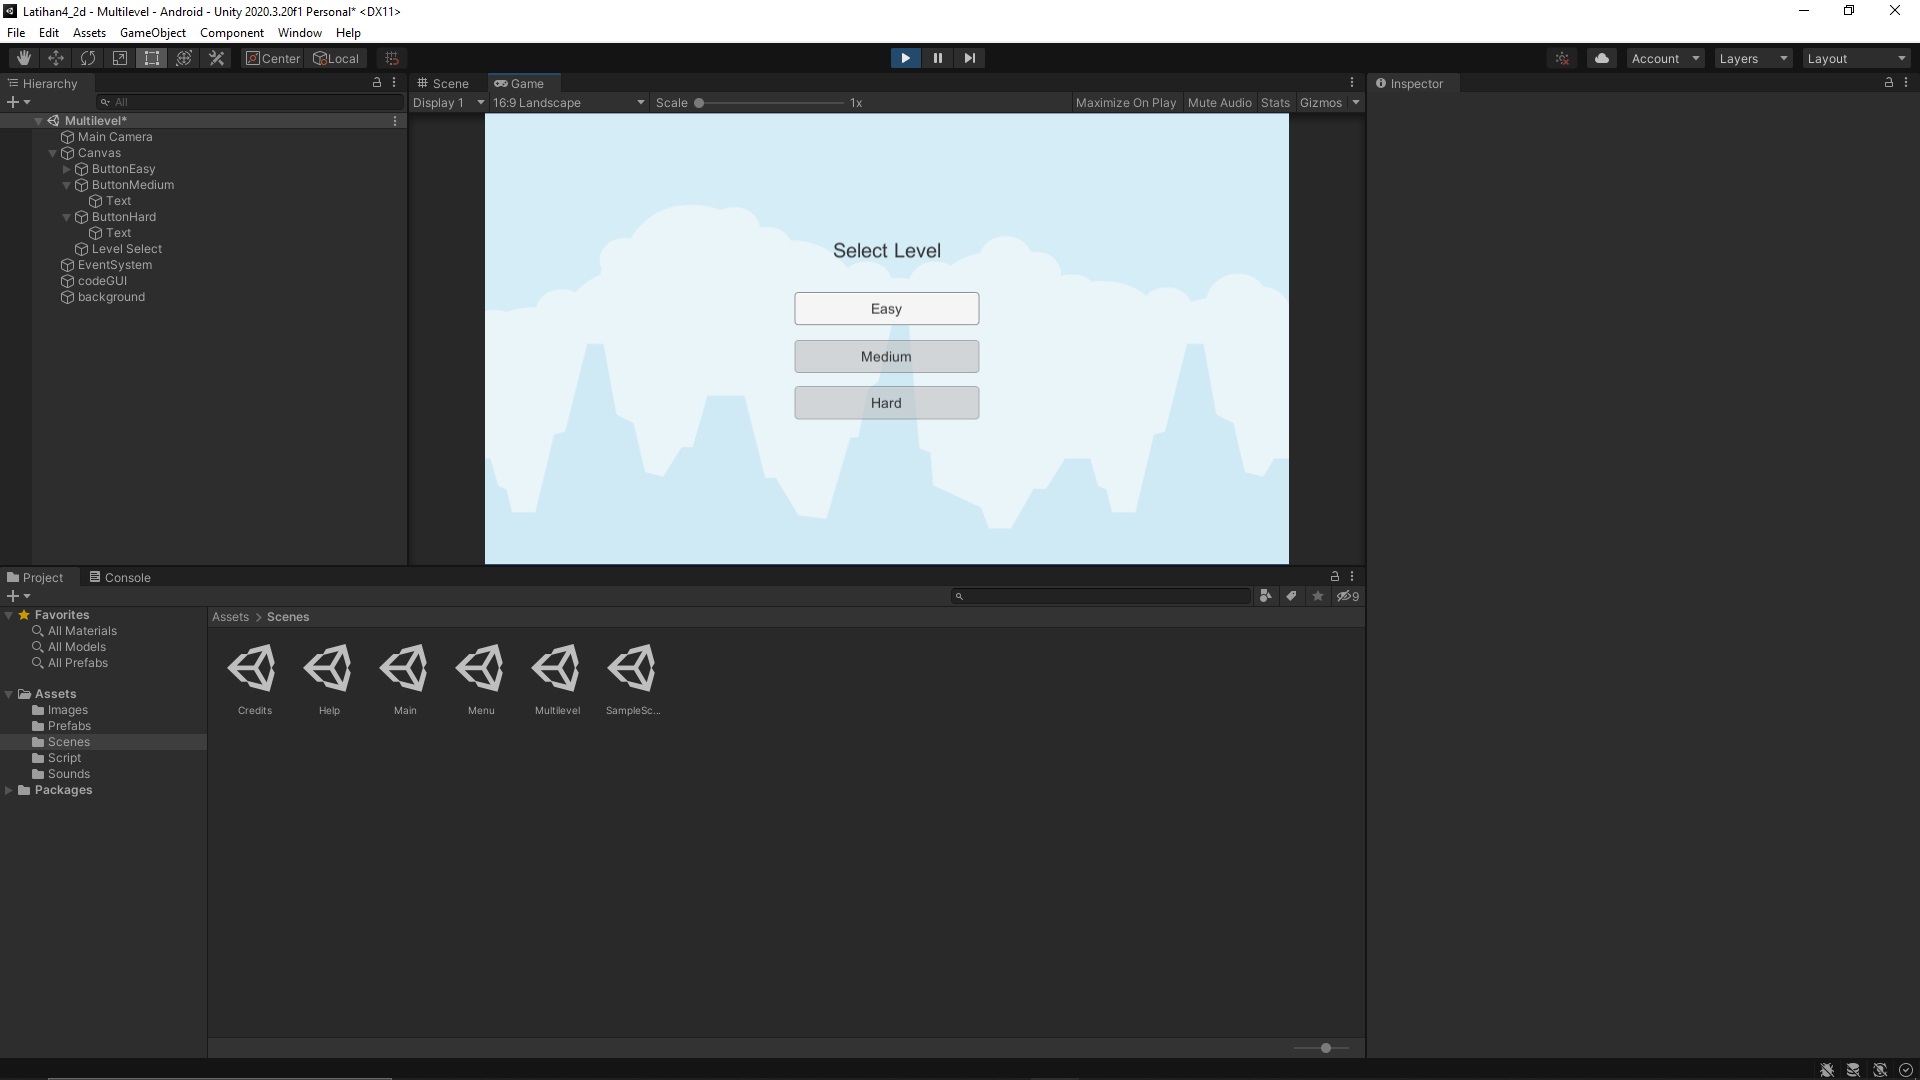 Latihan4_2d - Multilevel - Android - Unity 2020.3.20f1 Personal* <DX11>
File Edit Assets GameObject Component Window Help
Center Local Account Layers Layout
Hierarchy
All
Multilevel*
Main Camera
Canvas
ButtonEasy
ButtonMedium
Text
ButtonHard
Text
Level Select
EventSystem
codeGUI
background
Scene Game
Display 1 16:9 Landscape Scale 1x Maximize On Play Mute Audio Stats Gizmos
Select Level
Easy
Medium
Hard
Inspector
Project Console
9
Favorites
All Materials
All Models
All Prefabs
Assets
Images
Prefabs
Scenes
Script
Sounds
Packages
Assets > Scenes
Credits Help Main Menu Multilevel SampleSc...